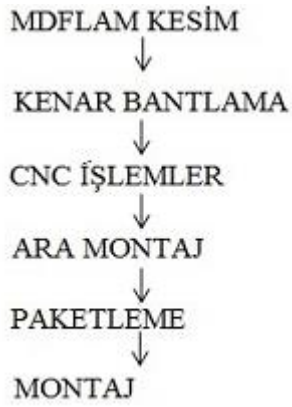 MDFLAM KESİM
KENAR BANTLAMA
CNC İŞLEMLER
ARA MONTAJ
PAKETLEME
MONTAJ